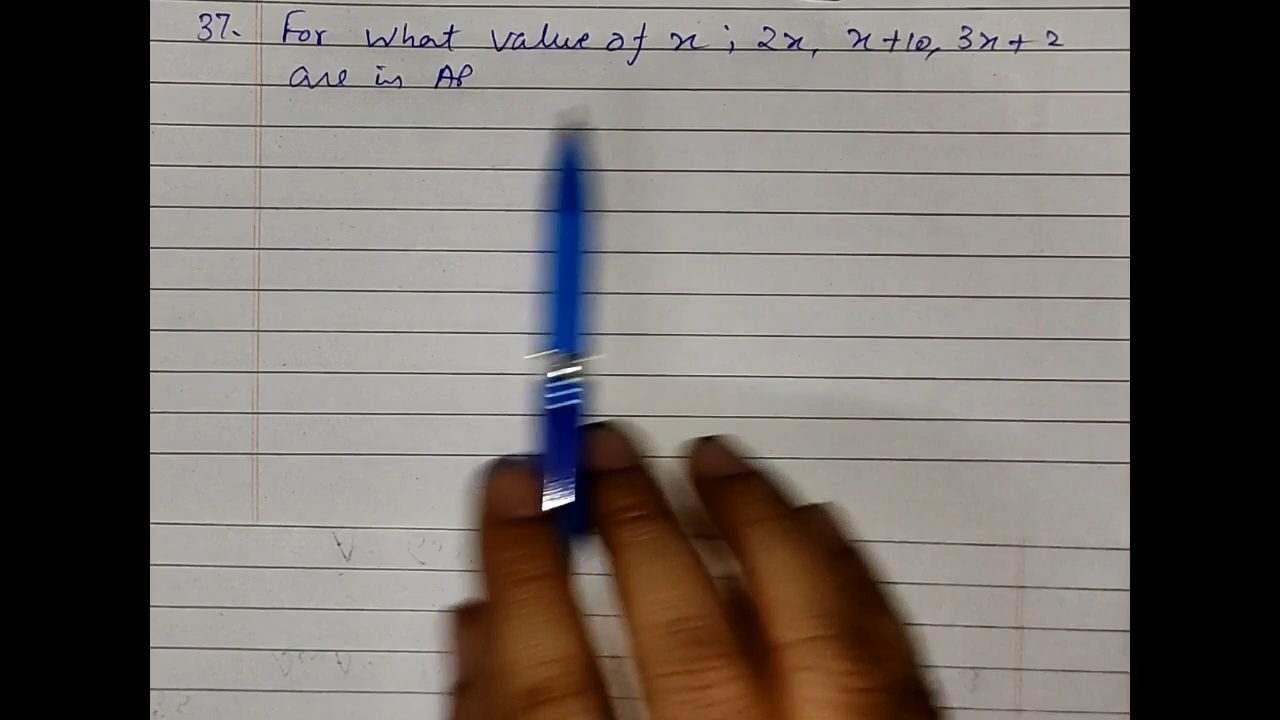 37. For what value of x ; 2x, x+10, 3x+2
are in AP